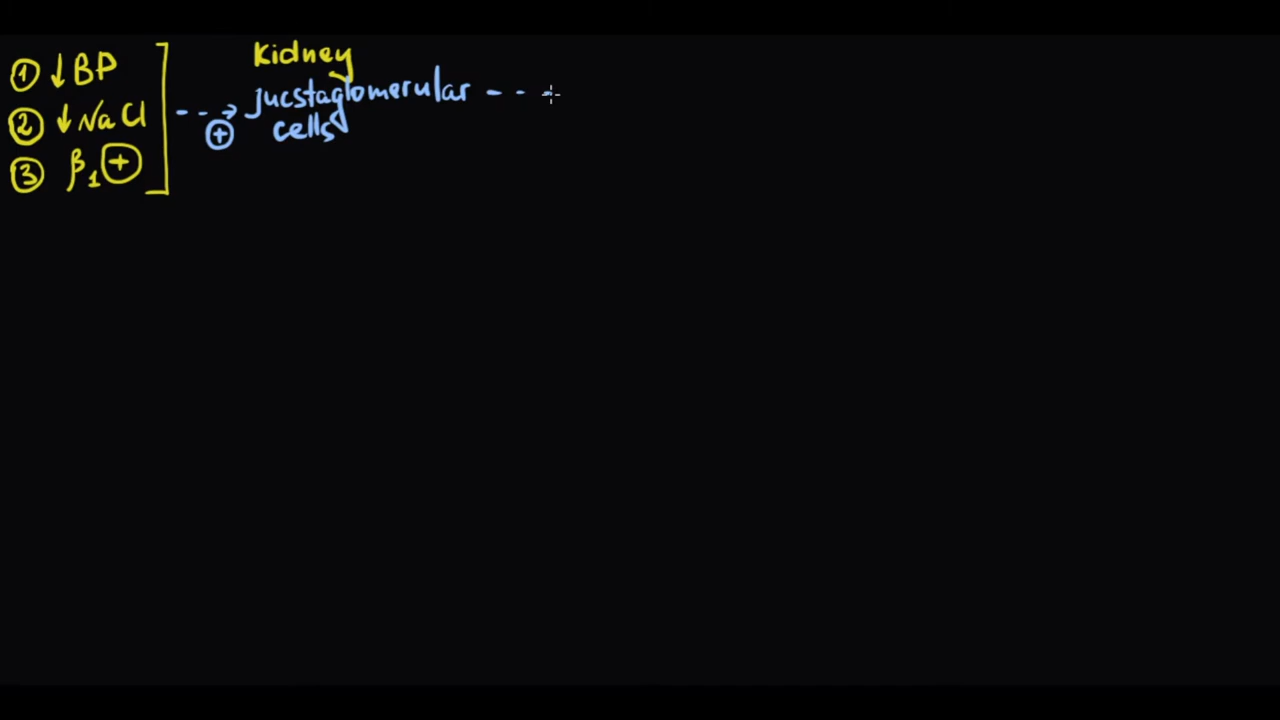 ① ↓ BP
② ↓ NaCl
③ β₁ ⊕
Kidney
⊕ Jucstaglomerular
cells